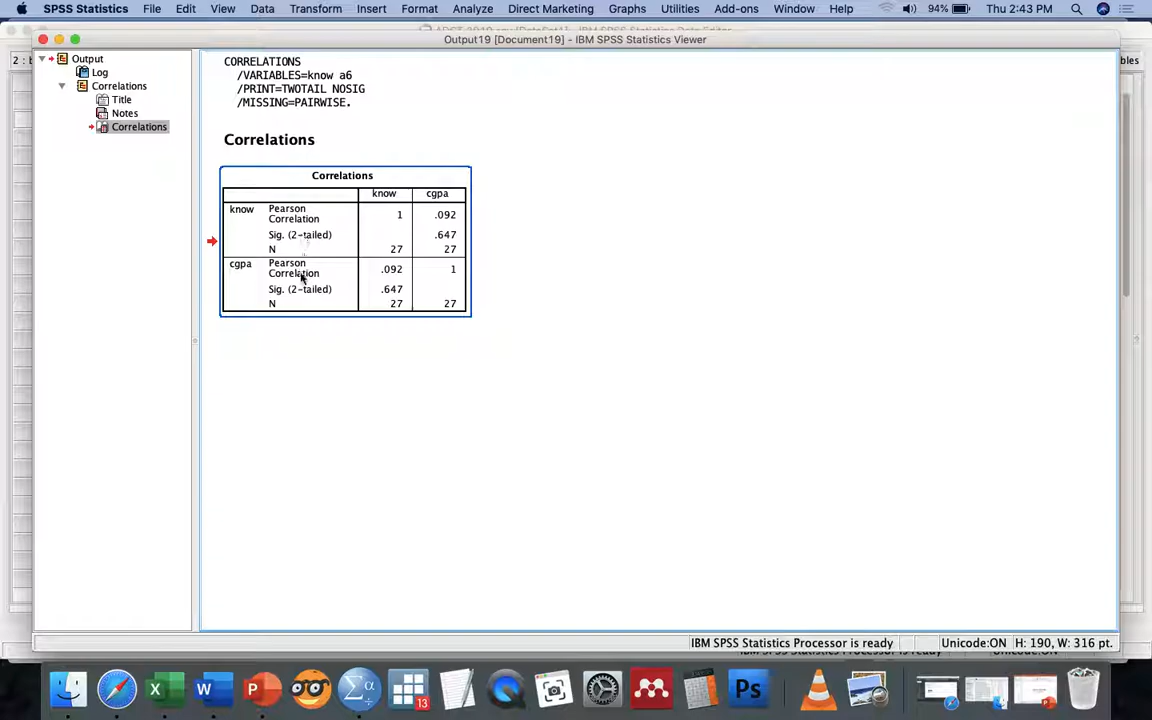 SPSS Statistics File Edit View Data Transform Insert Format Analyze Direct Marketing Graphs Utilities Add-ons Window Help 94% Thu 2:43 PM
Output19 [Document19] - IBM SPSS Statistics Viewer
Output
Log
Correlations
Title
Notes
Correlations
CORRELATIONS
/VARIABLES=know a6
/PRINT=TWOTAIL NOSIG
/MISSING=PAIRWISE.
Correlations
Correlations
know cgpa
know Pearson Correlation 1 .092
Sig. (2-tailed) .647
N 27 27
cgpa Pearson Correlation .092 1
Sig. (2-tailed) .647
N 27 27
IBM SPSS Statistics Processor is ready Unicode:ON H: 190, W: 316 pt.
13